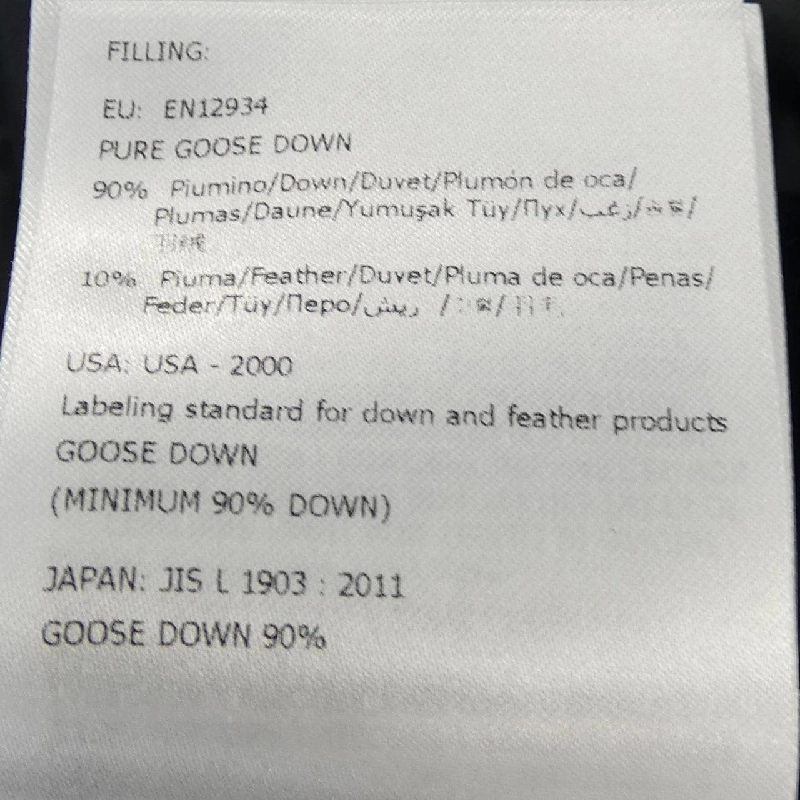 FILLING:
EU: EN12934
PURE GOOSE DOWN
90% Piumino/Down/Duvet/Plumón de oca/
Plumas/Daune/Yumuşak Tüy/Пух/زغب/
10% Piuma/Feather/Duvet/Pluma de oca/Penas/
Feder/Tüy/Перо/ريش /
USA: USA - 2000
Labeling standard for down and feather products
GOOSE DOWN
(MINIMUM 90% DOWN)
JAPAN: JIS L 1903 : 2011
GOOSE DOWN 90%